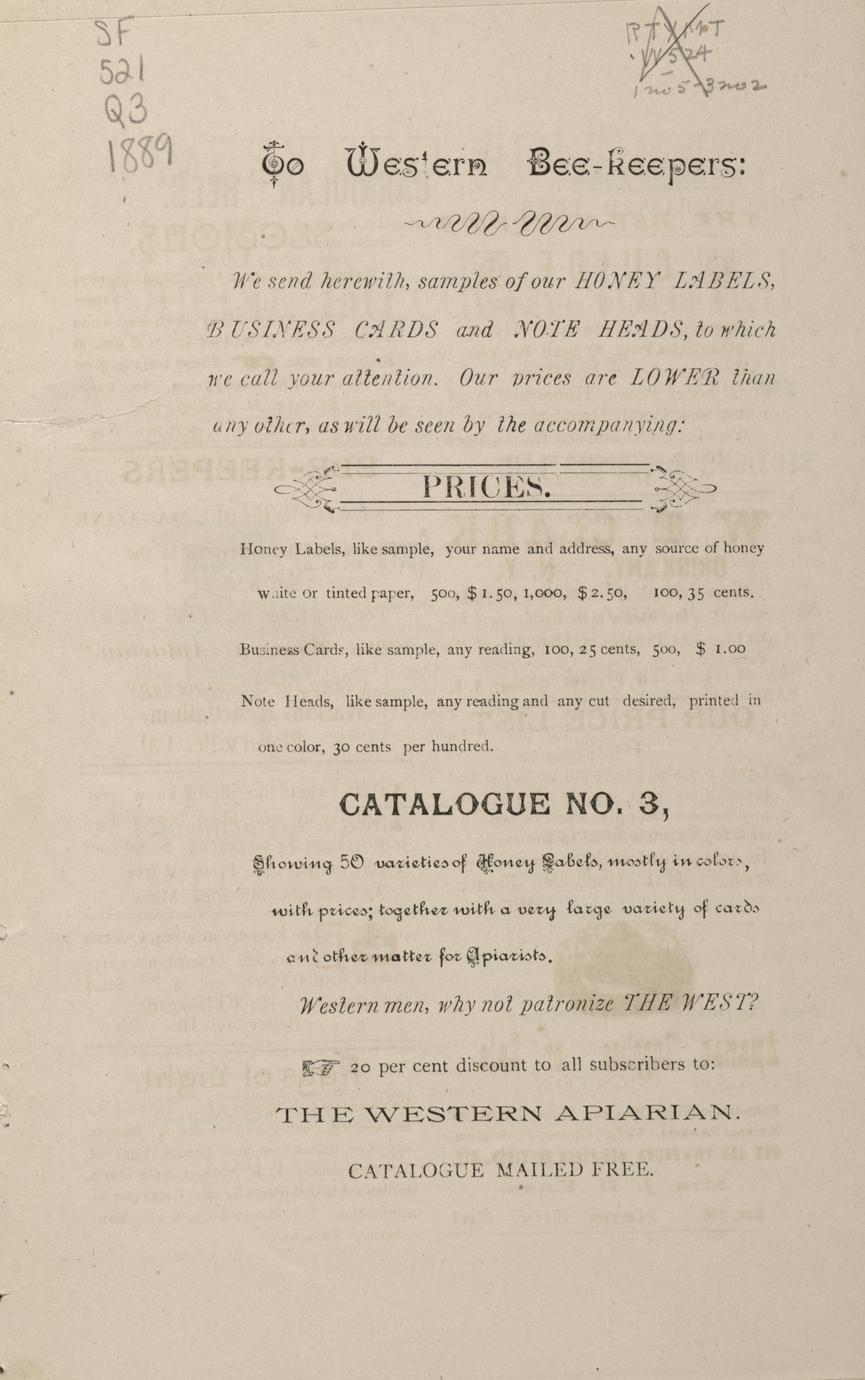 SF
521
Q3
1889
To Western Bee-keepers:
We send herewith, samples of our HONEY LABELS,
BUSINESS CARDS and NOTE HEADS, to which
we call your attention. Our prices are LOWER than
any other, as will be seen by the accompanying:
PRICES.
Honey Labels, like sample, your name and address, any source of honey
white or tinted paper, 500, $1.50, 1,000, $2.50, 100, 35 cents.
Business Cards, like sample, any reading, 100, 25 cents, 500, $ 1.00
Note Heads, like sample, any reading and any cut desired, printed in
one color, 30 cents per hundred.
CATALOGUE NO. 3,
Showing 50 varieties of Honey Labels, mostly in colors,
with prices; together with a very large variety of cards
and other matter for Apiarists.
Western men, why not patronize THE WEST?
☞ 20 per cent discount to all subscribers to:
THE WESTERN APIARIAN.
CATALOGUE MAILED FREE.